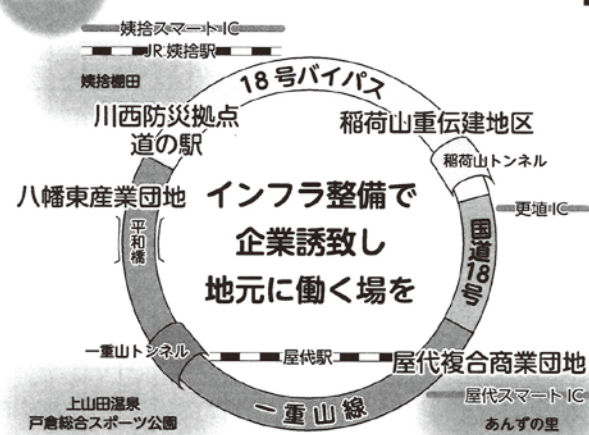 姨捨スマートIC
JR姨捨駅
姨捨棚田
18号バイパス
川西防災拠点
道の駅
稲荷山重伝建地区
稲荷山トンネル
八幡東産業団地
平和橋
インフラ整備で
企業誘致し
地元に働く場を
更埴IC
国道18号
一重山トンネル
屋代駅
屋代複合商業団地
屋代スマートIC
上山田温泉
戸倉総合スポーツ公園
一重山線
あんずの里